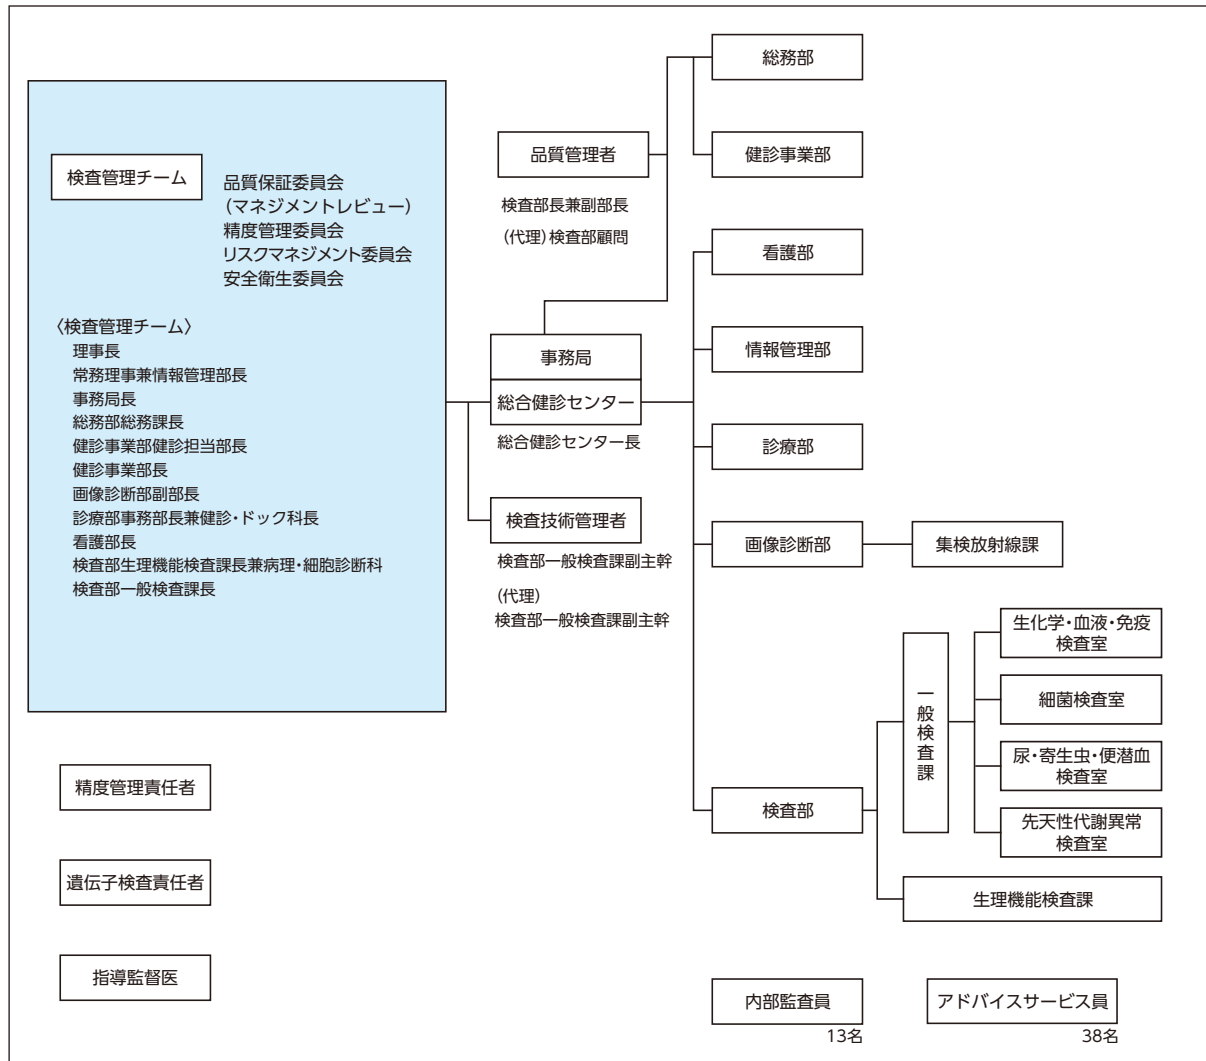 検査管理チーム
品質保証委員会
(マネジメントレビュー)
精度管理委員会
リスクマネジメント委員会
安全衛生委員会
〈検査管理チーム〉
理事長
常務理事兼情報管理部長
事務局長
総務部総務課長
健診事業部健診担当部長
健診事業部長
画像診断部副部長
診療部事務部長兼健診・ドック科長
看護部長
検査部生理機能検査課長兼病理・細胞診断科
検査部一般検査課長
精度管理責任者
遺伝子検査責任者
指導監督医
品質管理者
検査部長兼副部長
(代理)検査部顧問
事務局
総合健診センター
総合健診センター長
検査技術管理者
検査部一般検査課副主幹
(代理)
検査部一般検査課副主幹
総務部
健診事業部
看護部
情報管理部
診療部
画像診断部
集検放射線課
検査部
一般検査課
生化学・血液・免疫
検査室
細菌検査室
尿・寄生虫・便潜血
検査室
先天性代謝異常
検査室
生理機能検査課
内部監査員
13名
アドバイスサービス員
38名